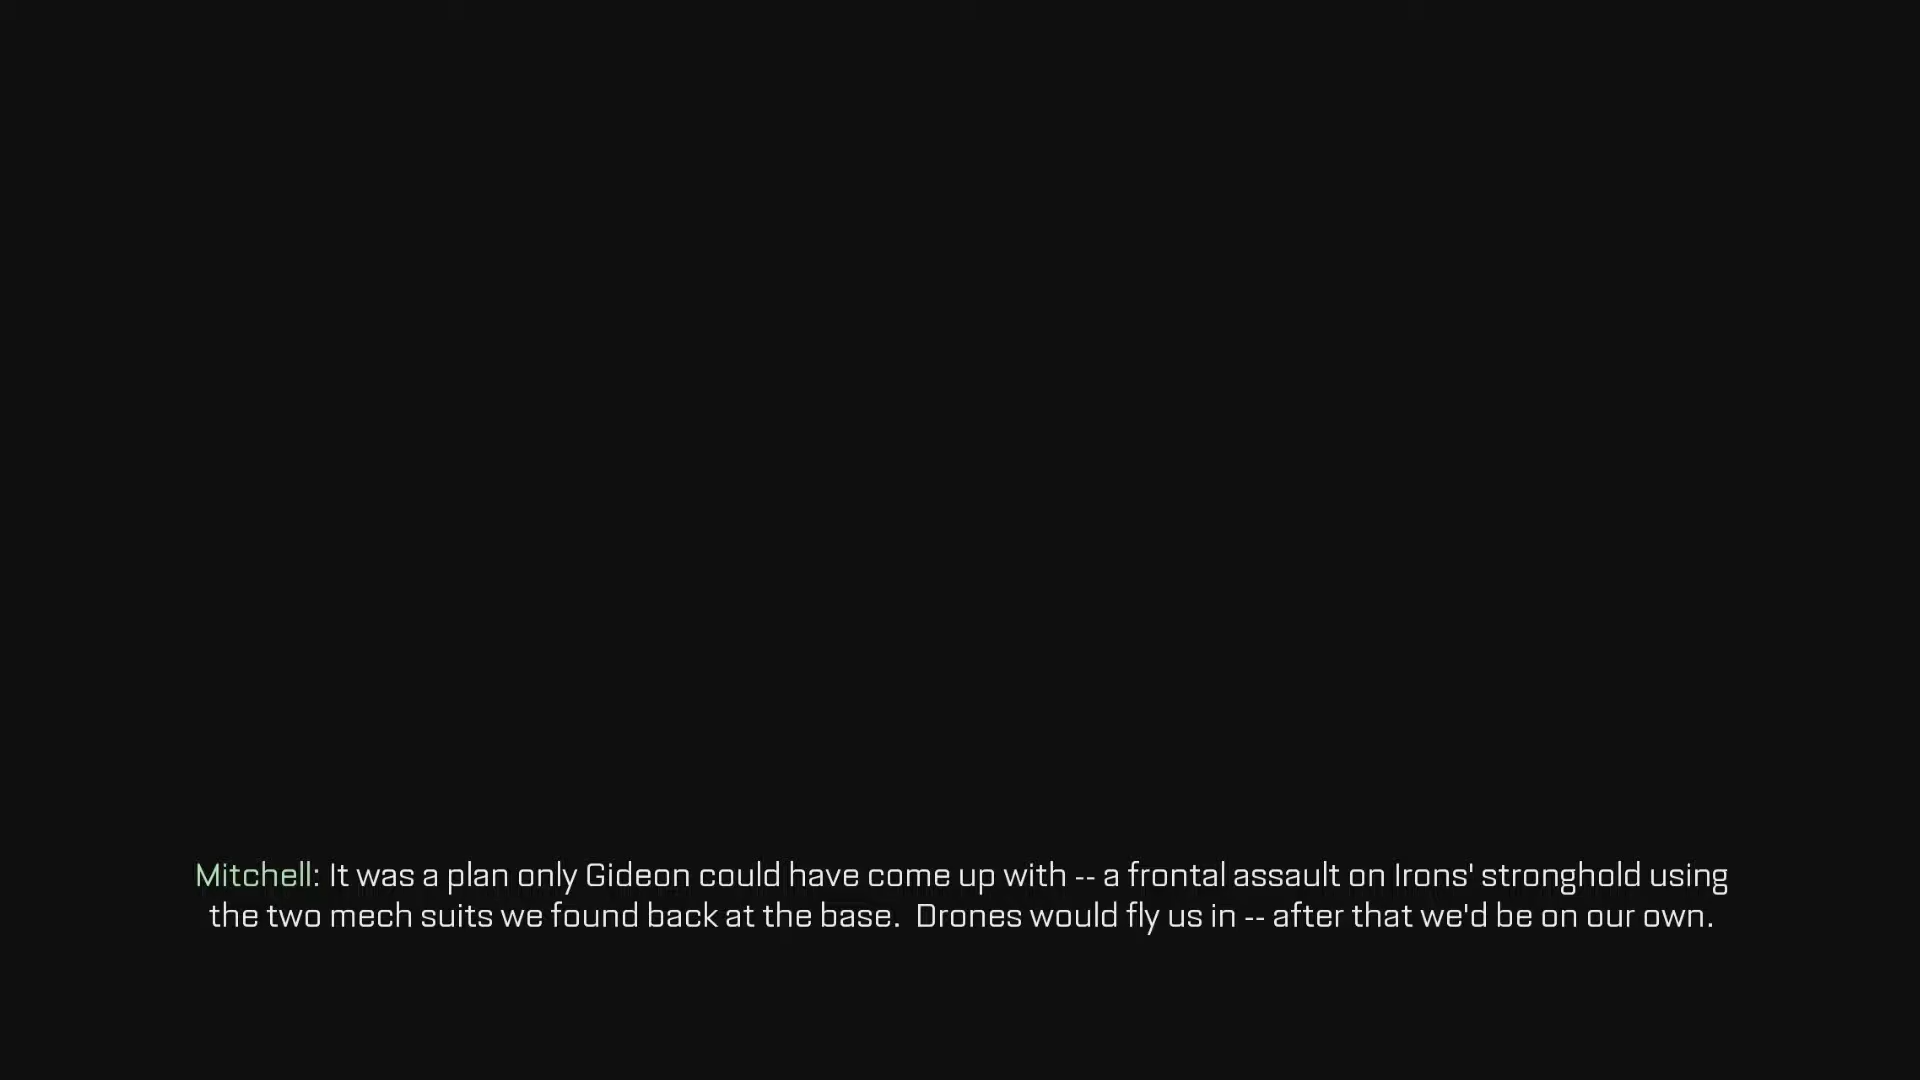 Mitchell: It was a plan only Gideon could have come up with -- a frontal assault on Irons' stronghold using
the two mech suits we found back at the base.  Drones would fly us in -- after that we'd be on our own.